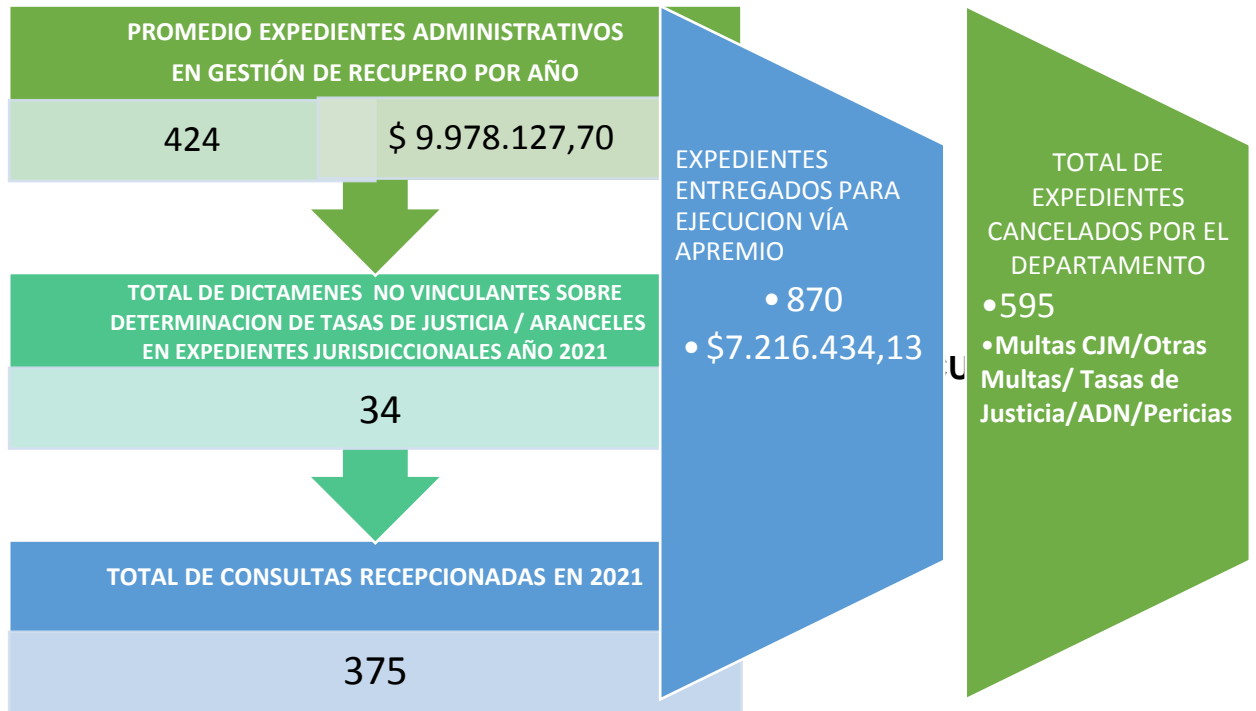 PROMEDIO EXPEDIENTES ADMINISTRATIVOS
EN GESTIÓN DE RECUPERO POR AÑO
424
$ 9.978.127,70
TOTAL DE DICTAMENES NO VINCULANTES SOBRE
DETERMINACION DE TASAS DE JUSTICIA / ARANCELES
EN EXPEDIENTES JURISDICCIONALES AÑO 2021
34
TOTAL DE CONSULTAS RECEPCIONADAS EN 2021
375
EXPEDIENTES
ENTREGADOS PARA
EJECUCION VÍA
APREMIO
• 870
• $7.216.434,13
TOTAL DE
EXPEDIENTES
CANCELADOS POR EL
DEPARTAMENTO
•595
•Multas CJM/Otras
Multas/ Tasas de
Justicia/ADN/Pericias